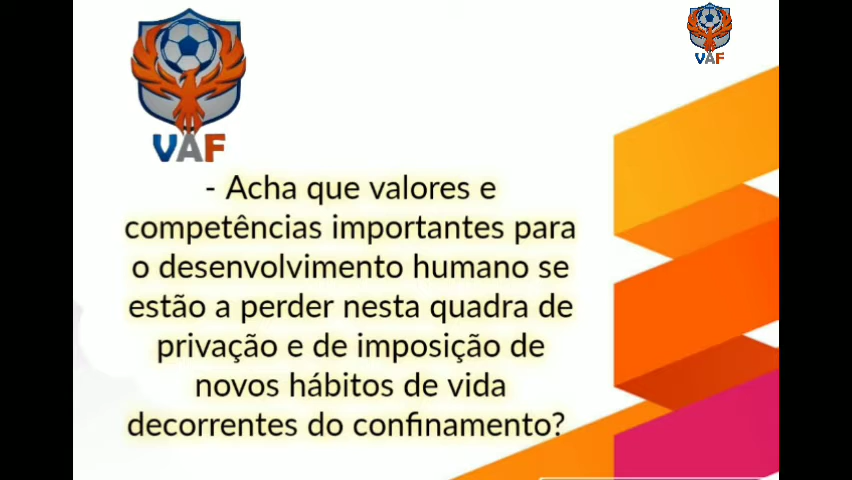 VAF
VAF
- Acha que valores e
competências importantes para
o desenvolvimento humano se
estão a perder nesta quadra de
privação e de imposição de
novos hábitos de vida
decorrentes do confinamento?